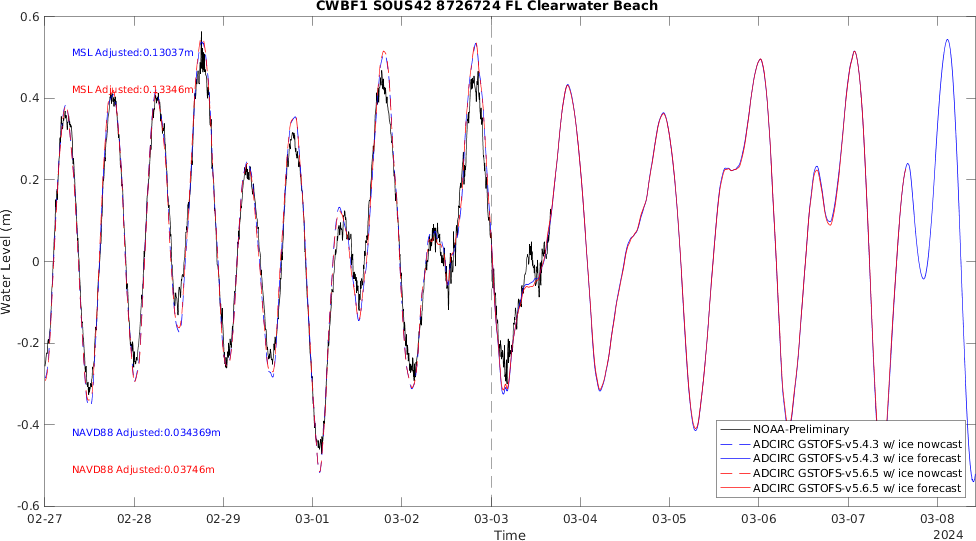 CWBF1 SOUS42 8726724 FL Clearwater Beach
0.6
MSL Adjusted:0.13037m
0.4
MSL Adjusted:0.13346m
0.2
Water Level (m)
0
-0.2
-0.4
NAVD88 Adjusted:0.034369m
NAVD88 Adjusted:0.03746m
-0.6
NOAA-Preliminary
ADCIRC GSTOFS-v5.4.3 w/ ice nowcast
ADCIRC GSTOFS-v5.4.3 w/ ice forecast
ADCIRC GSTOFS-v5.6.5 w/ ice nowcast
ADCIRC GSTOFS-v5.6.5 w/ ice forecast
02-27 02-28 02-29 03-01 03-02 03-03 03-04 03-05 03-06 03-07 03-08
Time
2024